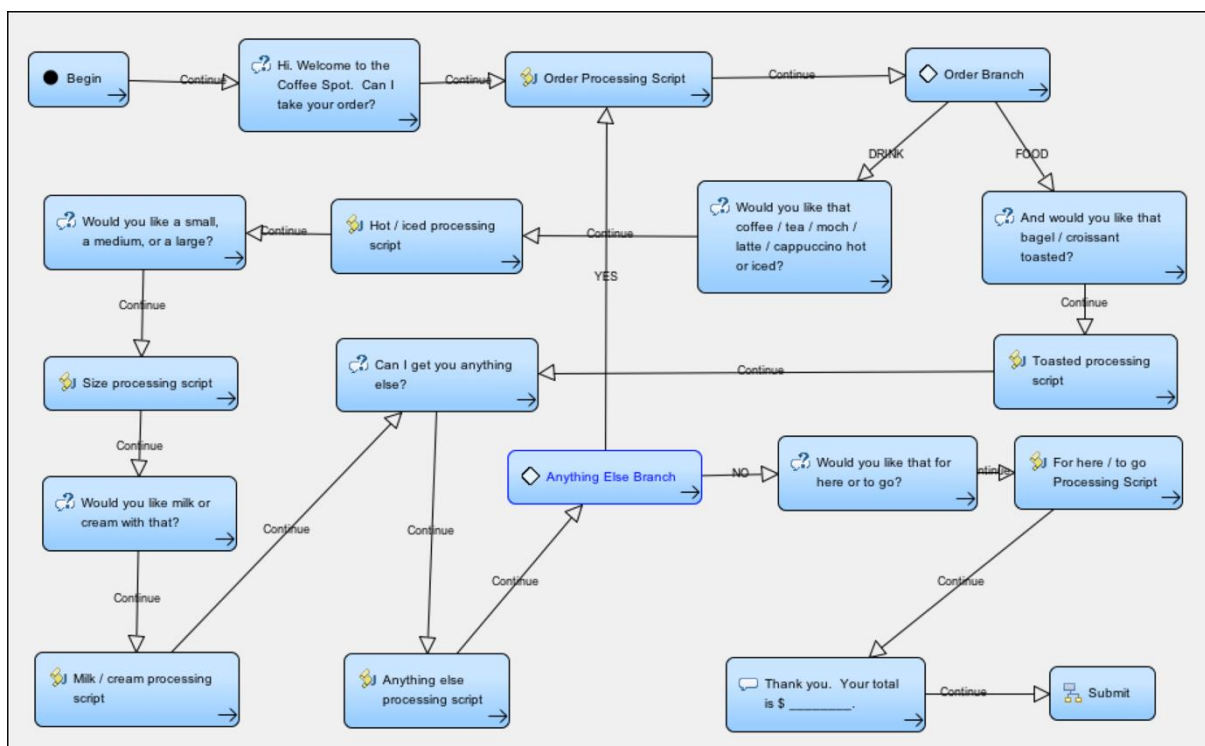 Begin
Continue
Hi. Welcome to the
Coffee Spot. Can I
take your order?
Continue
Order Processing Script
Continue
Order Branch
DRINK
FOOD
Would you like a small,
a medium, or a large?
Continue
Hot / iced processing
script
Continue
Would you like that
coffee / tea / moch /
latte / cappuccino hot
or iced?
And would you like that
bagel / croissant
toasted?
YES
Continue
Continue
Can I get you anything
else?
Continue
Toasted processing
script
Size processing script
Continue
Anything Else Branch
NO
Would you like that for
here or to go?
ntinue
For here / to go
Processing Script
Would you like milk or
cream with that?
Continue
Continue
Continue
Continue
Continue
Milk / cream processing
script
Anything else
processing script
Thank you. Your total
is $ ________.
Continue
Submit